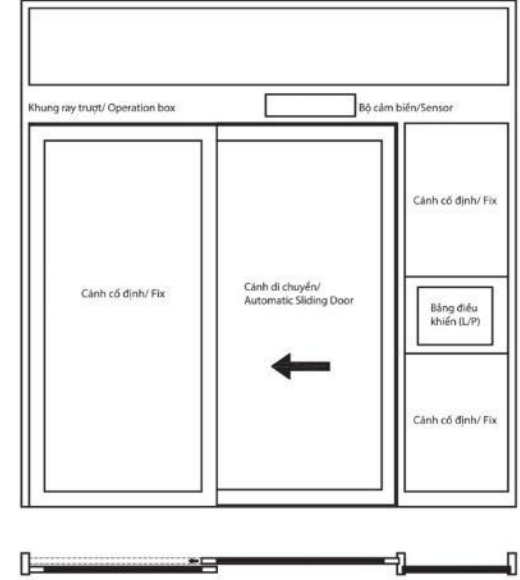 Khung ray trượt/ Operation box
Bộ cảm biến/Sensor
Cánh cố định/ Fix
Cánh cố định/ Fix
Cánh di chuyển/
Automatic Sliding Door
Bảng điều
khiển (L/P)
Cánh cố định/ Fix